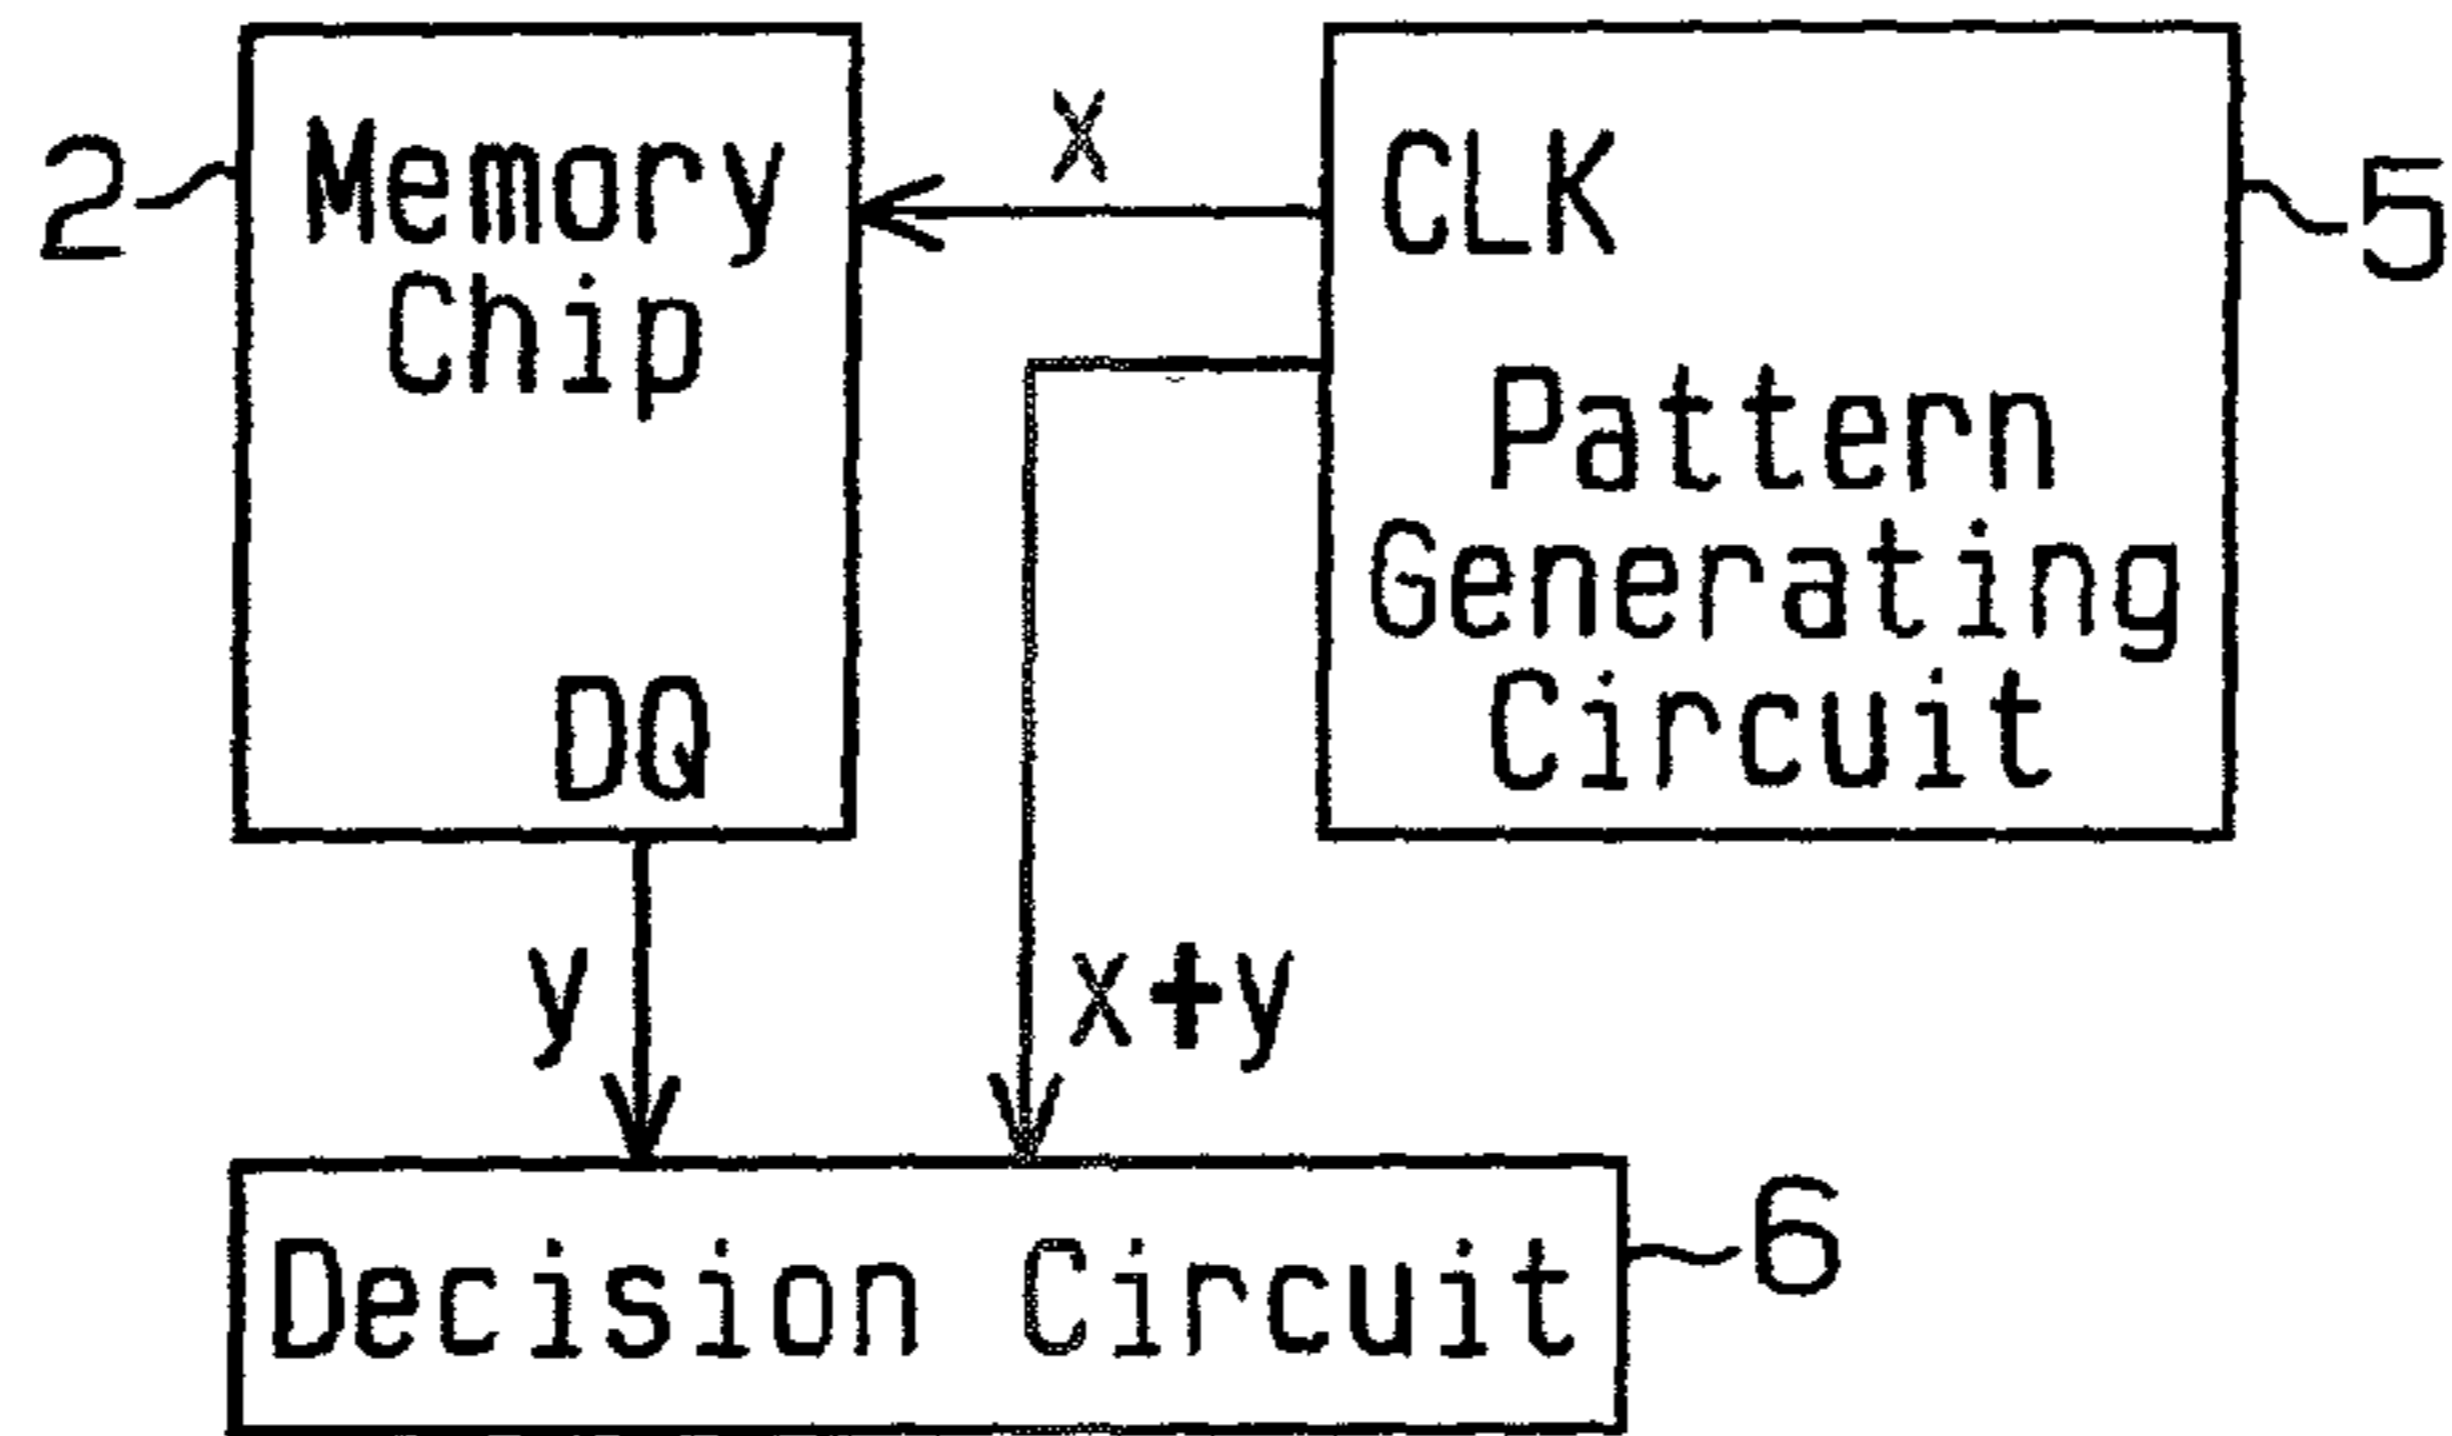 2
Memory
Chip
DQ
x
CLK
Pattern
Generating
Circuit
5
y
x+y
Decision Circuit
6